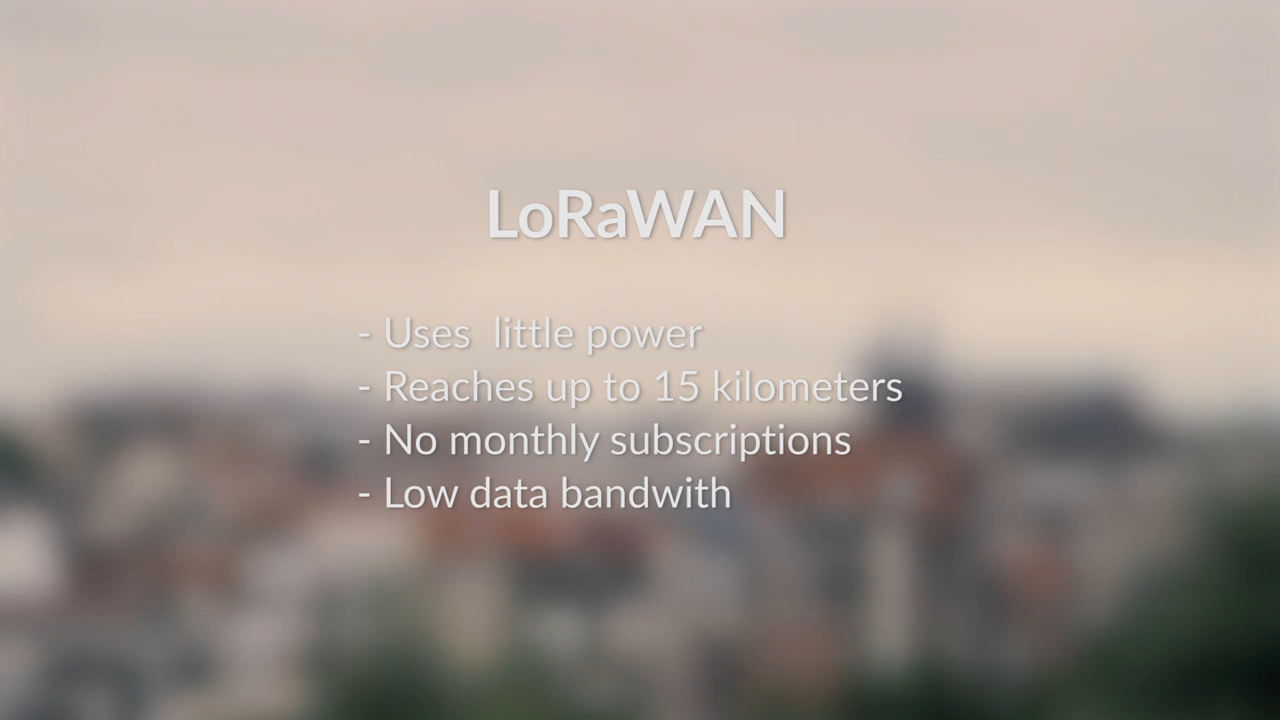 LoRaWAN
- Uses  little power
- Reaches up to 15 kilometers
- No monthly subscriptions
- Low data bandwith